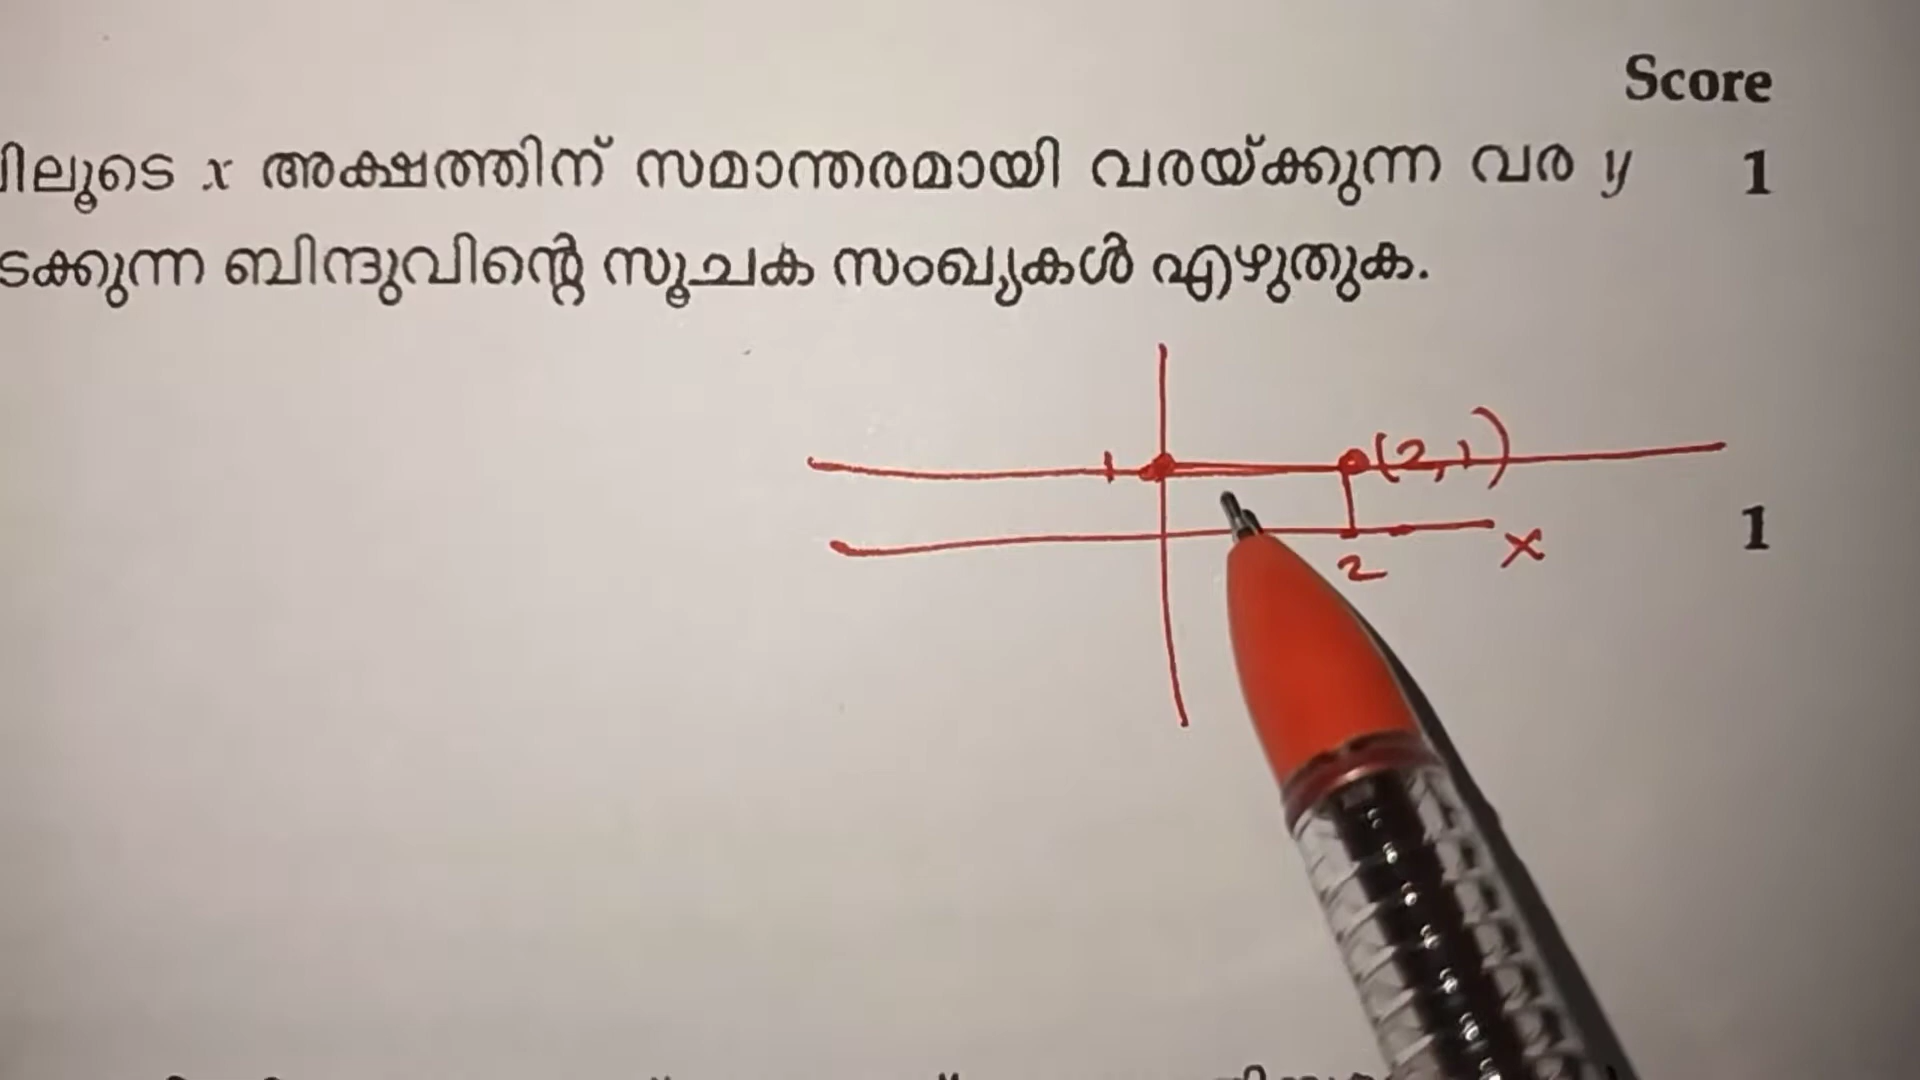 Score
ിലൂടെ x അക്ഷത്തിന് സമാന്തരമായി വരയ്ക്കുന്ന വര y 1
ടക്കുന്ന ബിന്ദുവിന്റെ സൂചക സംഖ്യകൾ എഴുതുക.
1 (2,1)
2 x
1